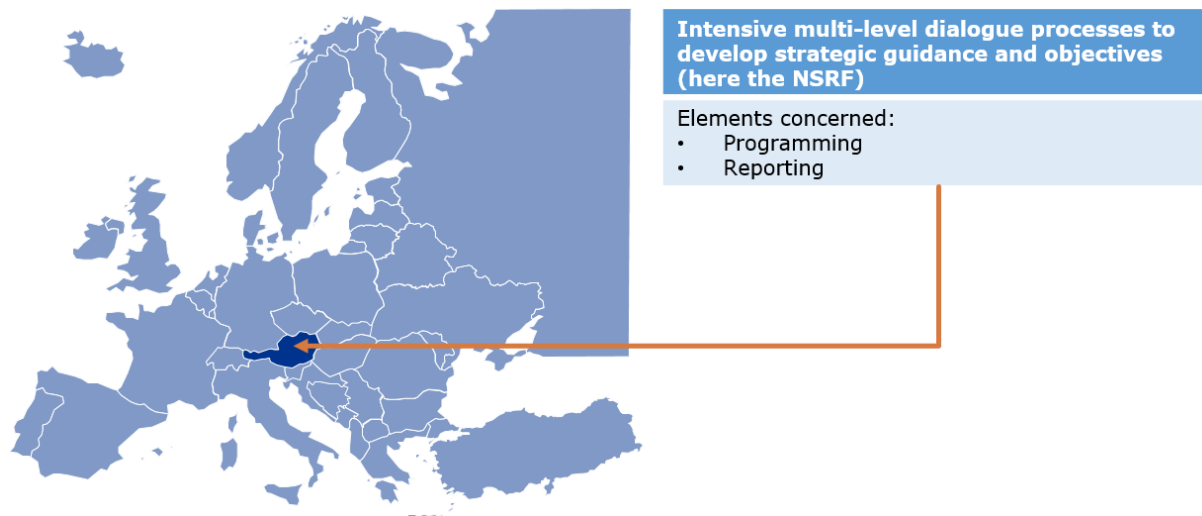 Intensive multi-level dialogue processes to
develop strategic guidance and objectives
(here the NSRF)
Elements concerned:
• Programming
• Reporting